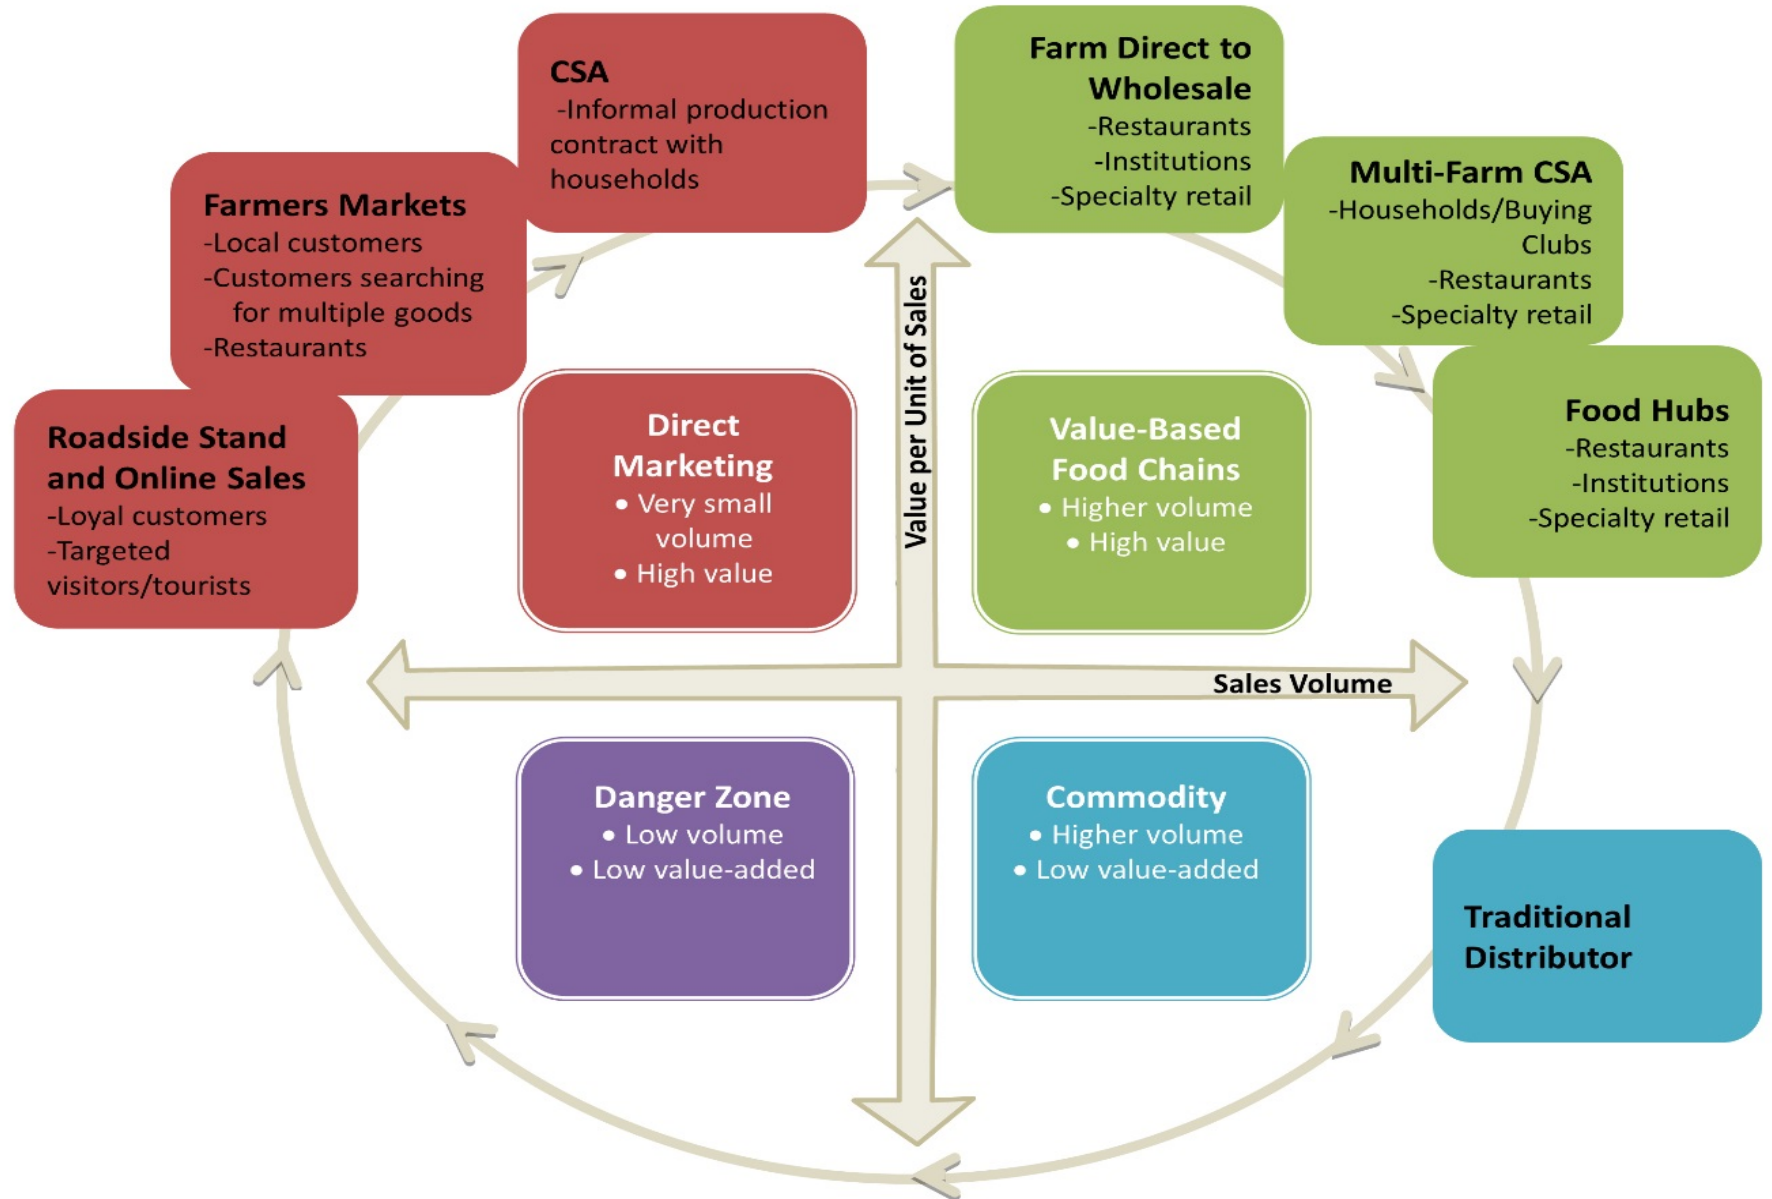 CSA
-Informal production
contract with
households
Farm Direct to
Wholesale
-Restaurants
-Institutions
-Specialty retail
Farmers Markets
-Local customers
-Customers searching
for multiple goods
-Restaurants
Multi-Farm CSA
-Households/Buying
Clubs
-Restaurants
-Specialty retail
Roadside Stand
and Online Sales
-Loyal customers
-Targeted
visitors/tourists
Food Hubs
-Restaurants
-Institutions
-Specialty retail
Direct
Marketing
• Very small
volume
• High value
Value per Unit of Sales
Value-Based
Food Chains
• Higher volume
• High value
Sales Volume
Danger Zone
• Low volume
• Low value-added
Commodity
• Higher volume
• Low value-added
Traditional
Distributor